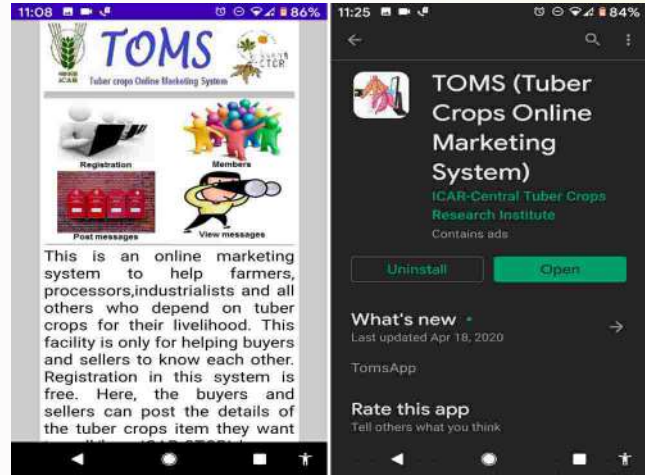 11:08
86%
ICAR
TOMS
CTCR
Tuber crops Online Marketing System
Registration
Members
Post messages
View messages
This is an online marketing
system to help farmers,
processors,industrialists and all
others who depend on tuber
crops for their livelihood. This
facility is only for helping buyers
and sellers to know each other.
Registration in this system is
free. Here, the buyers and
sellers can post the details of
the tuber crops item they want
11:25
84%
TOMS (Tuber
Crops Online
Marketing
System)
ICAR-Central Tuber Crops
Research Institute
Contains ads
Uninstall
Open
What's new
Last updated Apr 18, 2020
TomsApp
Rate this app
Tell others what you think